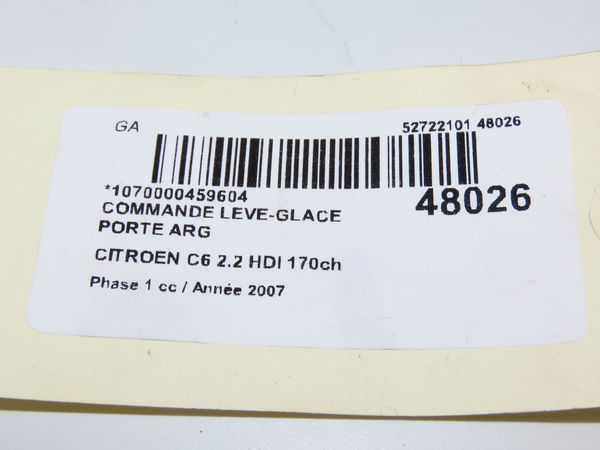 GA
52722101 48026
*1070000459604
48026
COMMANDE LEVE-GLACE
PORTE ARG
CITROEN C6 2.2 HDI 170ch
Phase 1 cc / Année 2007